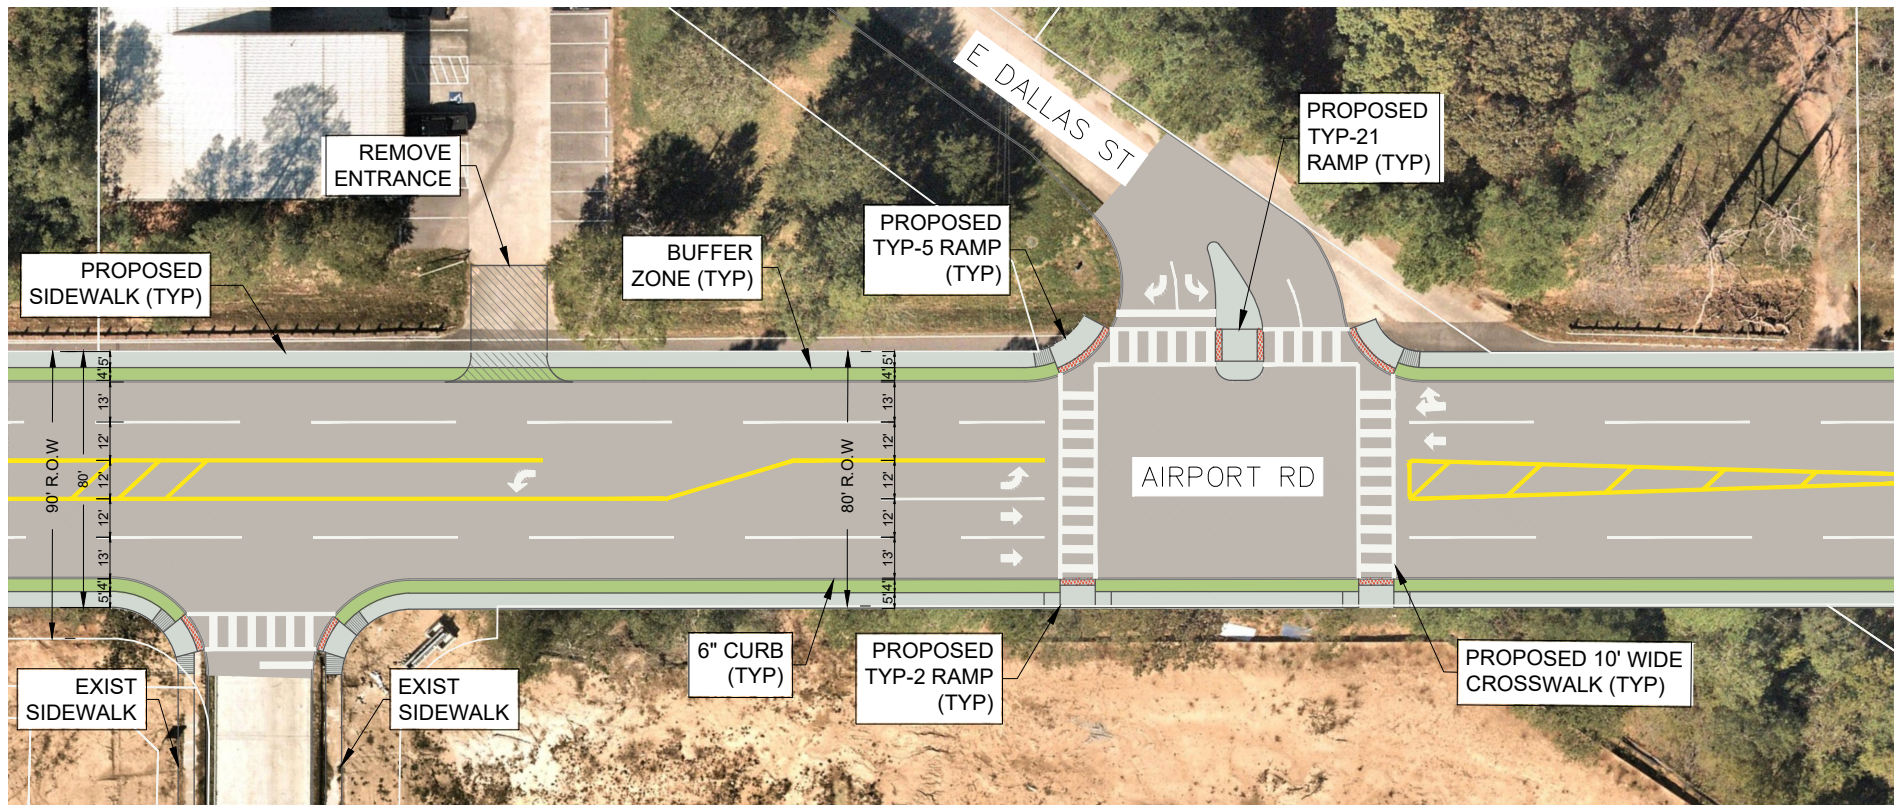 E DALLAS ST
PROPOSED
TYP-21
RAMP (TYP)
REMOVE
ENTRANCE
PROPOSED
TYP-5 RAMP
(TYP)
BUFFER
ZONE (TYP)
PROPOSED
SIDEWALK (TYP)
90' R.O.W
80'
5'
4'
13'
12'
12'
12'
13'
4'
5'
80' R.O.W
5'
4'
13'
12'
12'
12'
13'
4'
5'
AIRPORT RD
EXIST
SIDEWALK
EXIST
SIDEWALK
6" CURB
(TYP)
PROPOSED
TYP-2 RAMP
(TYP)
PROPOSED 10' WIDE
CROSSWALK (TYP)